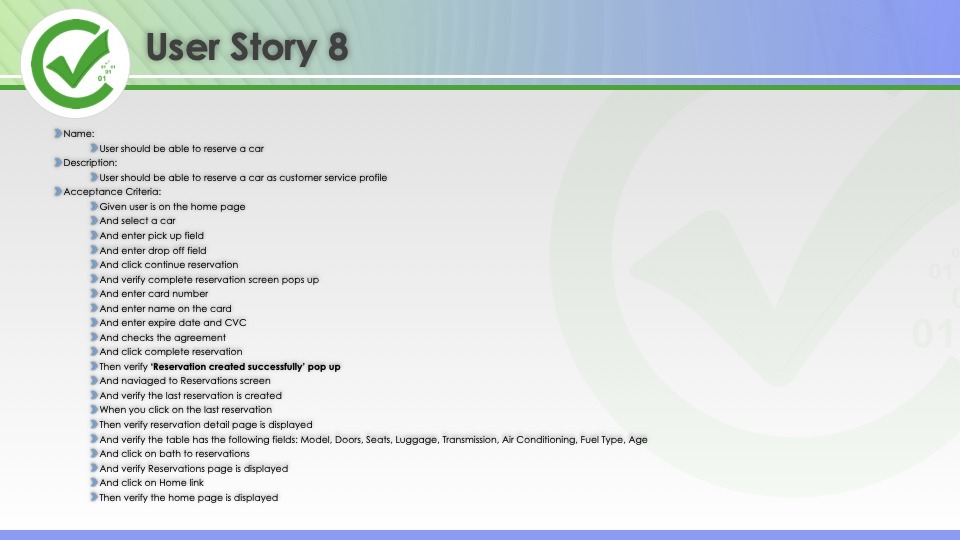 User Story 8
01 01
01
01
Name:
User should be able to reserve a car
Description:
User should be able to reserve a car as customer service profile
Acceptance Criteria:
Given user is on the home page
And select a car
And enter pick up field
And enter drop off field
And click continue reservation
And verify complete reservation screen pops up
And enter card number
And enter name on the card
And enter expire date and CVC
And checks the agreement
And click complete reservation
Then verify ‘Reservation created successfully’ pop up
And naviaged to Reservations screen
And verify the last reservation is created
When you click on the last reservation
Then verify reservation detail page is displayed
And verify the table has the following fields: Model, Doors, Seats, Luggage, Transmission, Air Conditioning, Fuel Type, Age
And click on bath to reservations
And verify Reservations page is displayed
And click on Home link
Then verify the home page is displayed
01
01